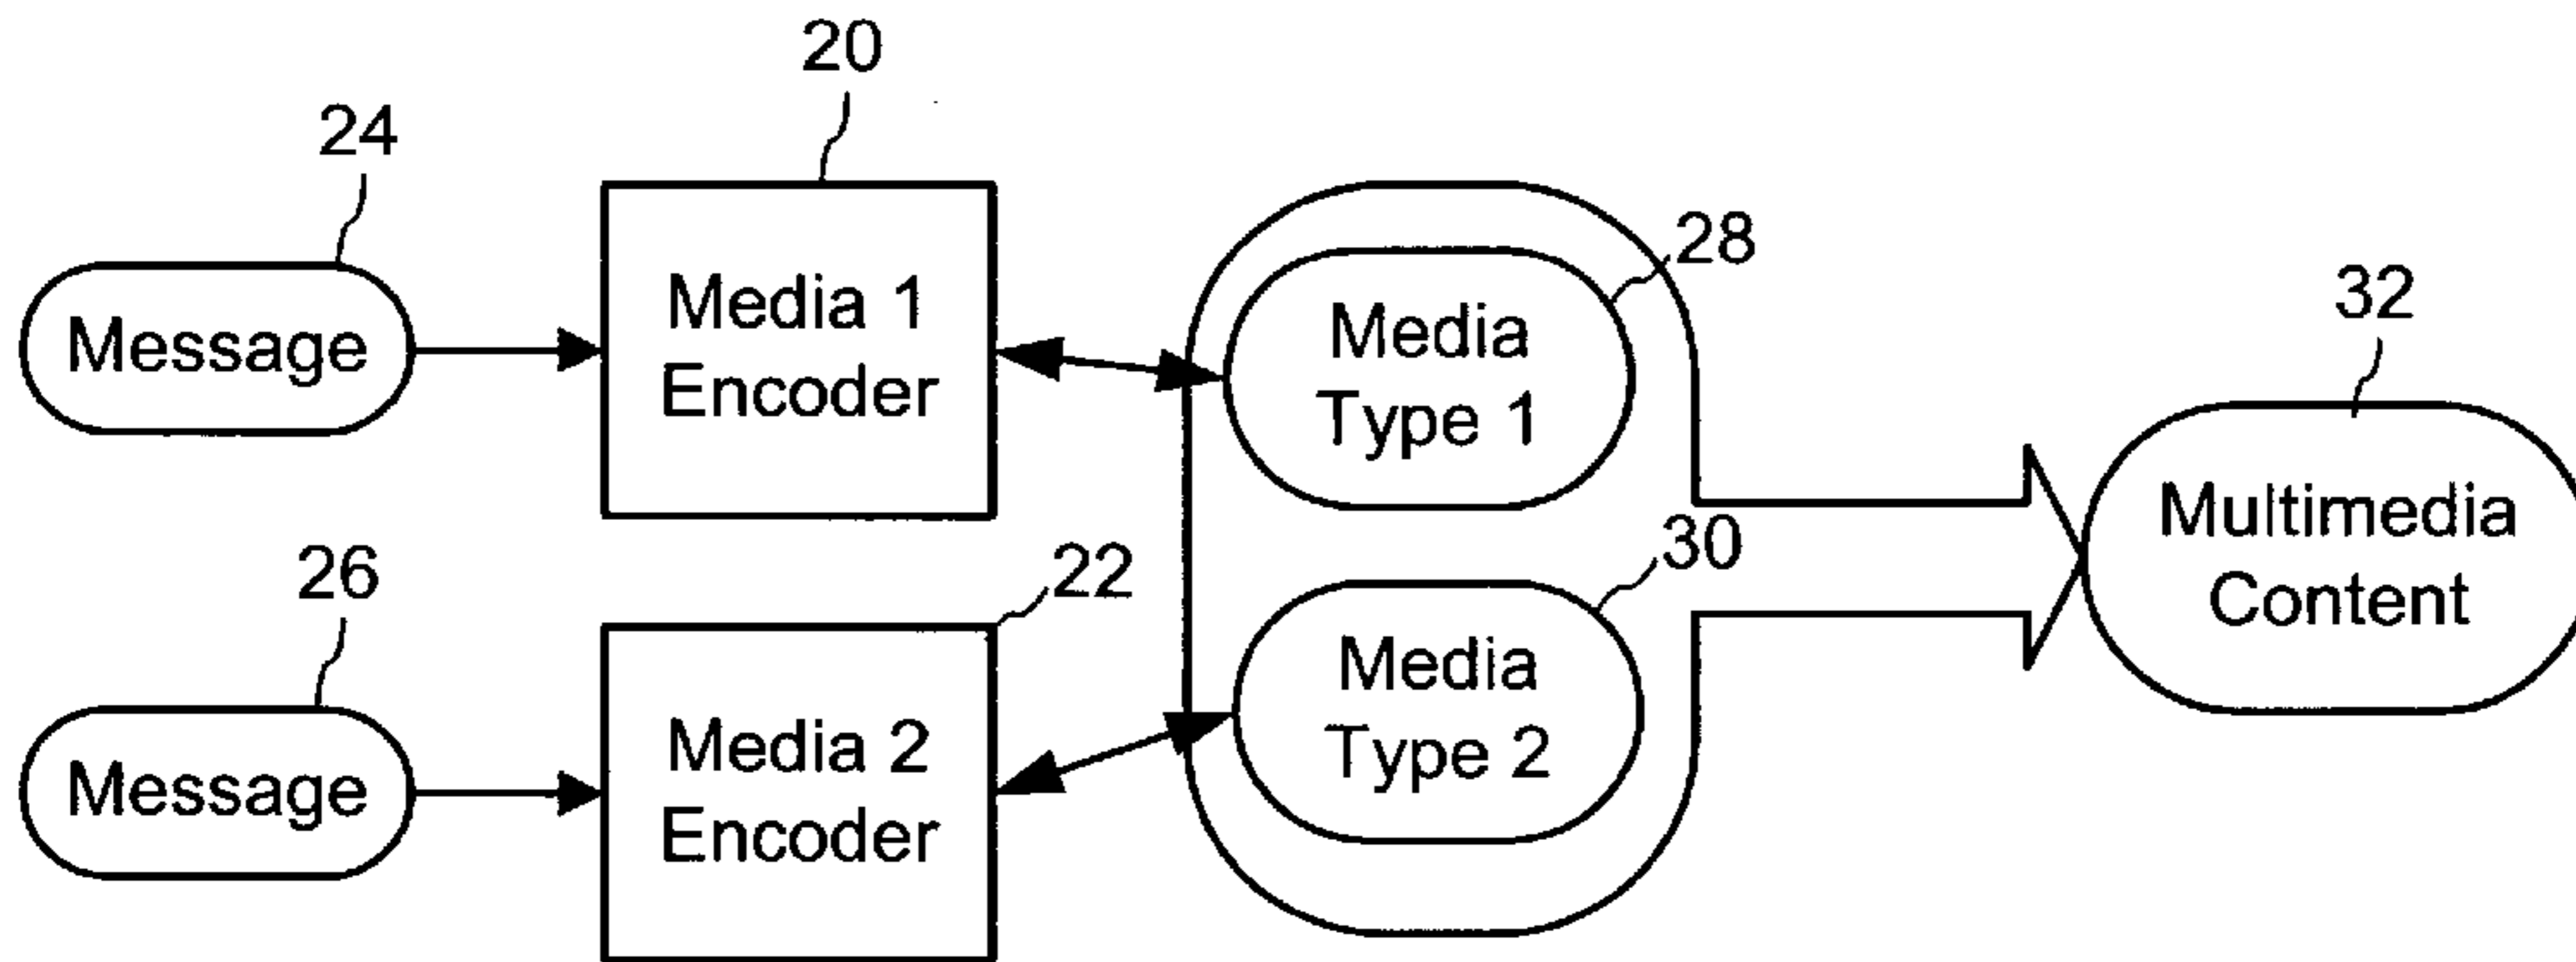 20
24
Message
Media 1
Encoder
28
Media
Type 1
32
Multimedia
Content
26
Message
22
Media 2
Encoder
30
Media
Type 2